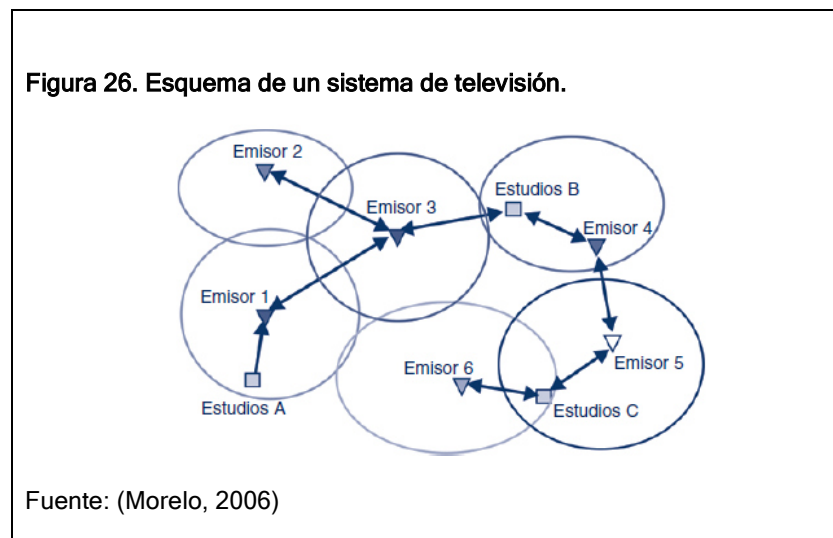 Figura 26. Esquema de un sistema de televisión.
Emisor 2
Emisor 3
Estudios B
Emisor 4
Emisor 1
Emisor 6
Emisor 5
Estudios A
Estudios C
Fuente: (Morelo, 2006)